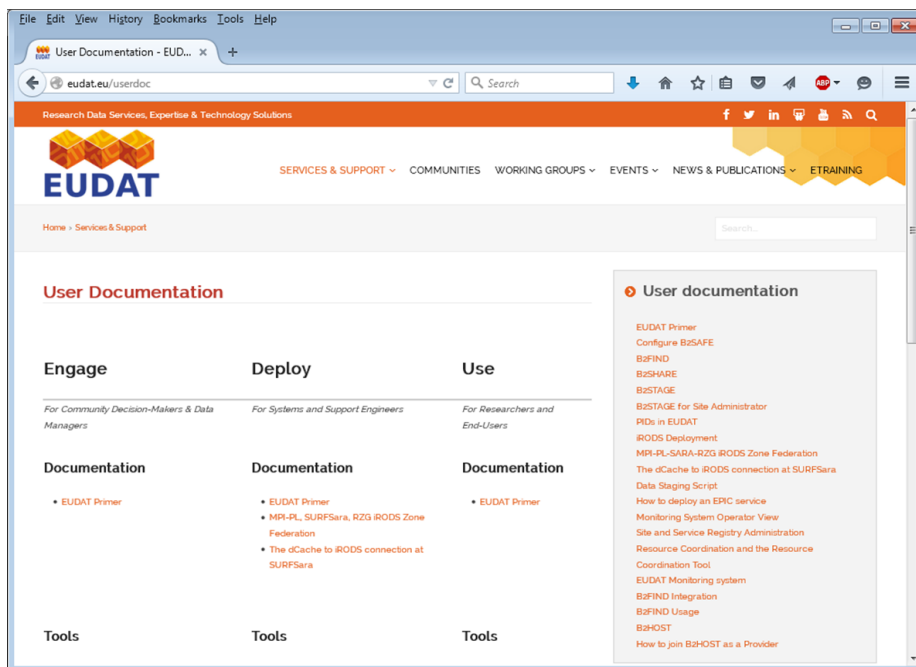 File Edit View History Bookmarks Tools Help
User Documentation - EUD... × +
eudat.eu/userdoc
Search
ABP
Research Data Services, Expertise & Technology Solutions
EUDAT
SERVICES & SUPPORT COMMUNITIES WORKING GROUPS EVENTS NEWS & PUBLICATIONS ETRAINING
Home › Services & Support
Search...
User Documentation
Engage
For Community Decision-Makers & Data
Managers
Documentation
• EUDAT Primer
Tools
Deploy
For Systems and Support Engineers
Documentation
• EUDAT Primer
• MPI-PL, SURFSara, RZG iRODS Zone
Federation
• The dCache to iRODS connection at
SURFSara
Tools
Use
For Researchers and
End-Users
Documentation
• EUDAT Primer
Tools
User documentation
EUDAT Primer
Configure B2SAFE
B2FIND
B2SHARE
B2STAGE
B2STAGE for Site Administrator
PIDs in EUDAT
iRODS Deployment
MPI-PL-SARA-RZG iRODS Zone Federation
The dCache to iRODS connection at SURFSara
Data Staging Script
How to deploy an EPIC service
Monitoring System Operator View
Site and Service Registry Administration
Resource Coordination and the Resource
Coordination Tool
EUDAT Monitoring system
B2FIND Integration
B2FIND Usage
B2HOST
How to join B2HOST as a Provider